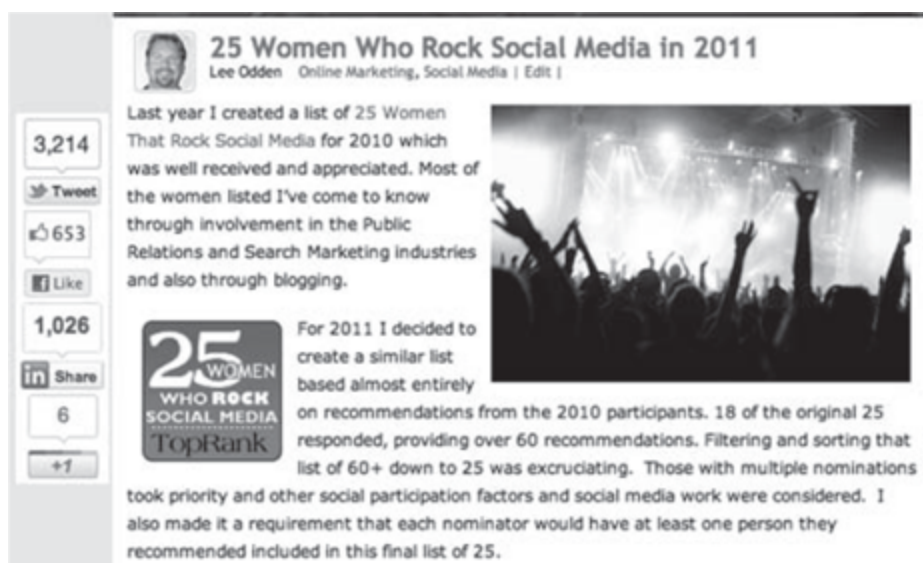 25 Women Who Rock Social Media in 2011
Lee Odden Online Marketing, Social Media | Edit |
3,214
Tweet
653
Like
1,026
in Share
6
+1
Last year I created a list of 25 Women
That Rock Social Media for 2010 which
was well received and appreciated. Most of
the women listed I've come to know
through involvement in the Public
Relations and Search Marketing industries
and also through blogging.
25
WOMEN
WHO ROCK
SOCIAL MEDIA
TopRank
For 2011 I decided to
create a similar list
based almost entirely
on recommendations from the 2010 participants. 18 of the original 25
responded, providing over 60 recommendations. Filtering and sorting that
list of 60+ down to 25 was excruciating. Those with multiple nominations
took priority and other social participation factors and social media work were considered. I
also made it a requirement that each nominator would have at least one person they
recommended included in this final list of 25.